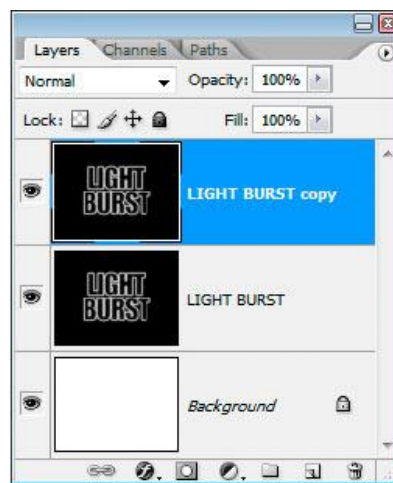 Layers Channels Paths
Normal Opacity: 100%
Lock: Fill: 100%
LIGHT
BURST
LIGHT BURST copy
LIGHT
BURST
LIGHT BURST
Background